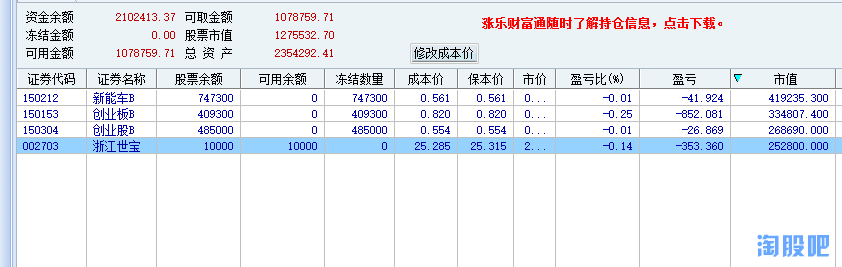 资金余额 2102413.37 可取金额 1078759.71
涨乐财富通随时了解持仓信息，点击下载。
冻结金额 0.00 股票市值 1275532.70
可用金额 1078759.71 总 资 产 2354292.41 修改成本价
证券代码 证券名称 股票余额 可用余额 冻结数量 成本价 保本价 市价 盈亏比(%) 盈亏 市值
150212 新能车B 747300 0 747300 0.561 0.561 0... -0.01 -41.924 419235.300
150153 创业板B 409300 0 409300 0.820 0.820 0... -0.25 -852.081 334807.400
150304 创业股B 485000 0 485000 0.554 0.554 0... -0.01 -26.869 268690.000
002703 浙江世宝 10000 10000 0 25.285 25.315 2... -0.14 -353.360 252800.000
淘股吧